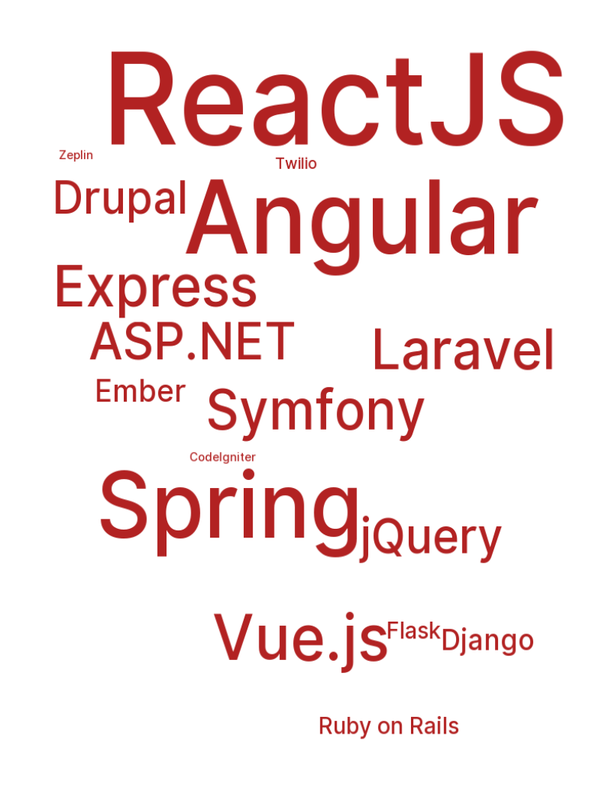 ReactJS
Zeplin
Twilio
Drupal
Angular
Express
ASP.NET
Laravel
Ember
Symfony
CodeIgniter
Spring
jQuery
Vue.js
Flask
Django
Ruby on Rails